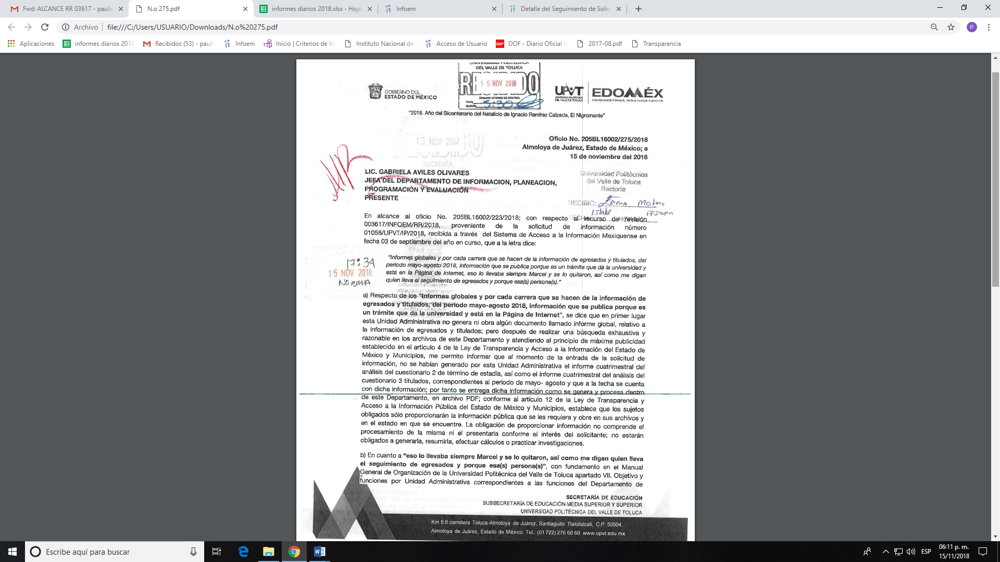 Fwd: ALCANCE RR 03617 - paulin
N.o 275.pdf
informes diarios 2018.xlsx - Hoja
Infoem
Detalle del Seguimiento de Solici
Archivo
file:///C:/Users/USUARIO/Downloads/N.o%20275.pdf
P
Aplicaciones
informes diarios 2018
Recibidos (53) - pauli
Infoem
Inicio | Criterios de In
Instituto Nacional de
Acceso de Usuario
DOF - Diario Oficial d
2017-08.pdf
Transparencia
UNIVERSIDAD POLITÉCNICA
DEL VALLE DE TOLUCA
RECIBIDO
15 NOV 2018
ÓRGANO INTERNO DE CONTROL
5:30
GOBIERNO DEL
ESTADO DE MÉXICO
UPVT
UNIVERSIDAD POLITÉCNICA
DEL VALLE DE TOLUCA
EDOMÉX
DECISIONES FIRMES, RESULTADOS FUERTES.
"2018. Año del Bicentenario del Natalicio de Ignacio Ramírez Calzada, El Nigromante"
13 NOV 2018
RECIBIDO
RECTORÍA
Oficio No. 205BL16002/275/2018
Almoloya de Juárez, Estado de México; a
15 de noviembre del 2018
LIC. GABRIELA AVILES OLIVARES
JEFA DEL DEPARTAMENTO DE INFORMACION, PLANEACION,
PROGRAMACIÓN Y EVALUACIÓN
PRESENTE
Universidad Politécnica
del Valle de Toluca
Rectoría
RECIBIO:
15/11/18
17:30pm
En alcance al oficio No. 205BL16002/223/2018; con respecto al recurso de revisión
003617/INFOEM/RR/2018, proveniente de la solicitud de información número
01058/UPVT/IP/2018, recibida a través del Sistema de Acceso a la Información Mexiquense en
fecha 03 de septiembre del año en curso, que a la letra dice:
17:34
15 NOV 2018
Norma
"Informes globales y por cada carrera que se hacen de la información de egresados y titulados, del
periodo mayo-agosto 2018, información que se publica porque es un trámite que da la universidad y
está en la Página de Internet, eso lo llevaba siempre Marcel y se lo quitaron, así como me digan
quien lleva el seguimiento de egresados y porque esa(s) persona(s)."
a) Respecto de los "Informes globales y por cada carrera que se hacen de la información de
egresados y titulados, del periodo mayo-agosto 2018, información que se publica porque es
un trámite que da la universidad y está en la Página de Internet", se dice que en primer lugar
esta Unidad Administrativa no genera ni obra algún documento llamado informe global, relativo a
la información de egresados y titulados; pero después de realizar una búsqueda exhaustiva y
razonable en los archivos de este Departamento y atendiendo al principio de máxima publicidad
establecido en el artículo 4 de la Ley de Transparencia y Acceso a la Información del Estado de
México y Municipios, me permito informar que al momento de la entrada de la solicitud de
información, no se habían generado por esta Unidad Administrativa el informe cuatrimestral del
análisis del cuestionario 2 de término de estadía, así como el informe cuatrimestral del análisis del
cuestionario 3 titulados, correspondientes al periodo de mayo- agosto y que a la fecha se cuenta
con dicha información; por tanto se entrega dicha información como se genera y procesa dentro
de este Departamento, en archivo PDF; conforme al artículo 12 de la Ley de Transparencia y
Acceso a la Información Pública del Estado de México y Municipios, establece que los sujetos
obligados sólo proporcionarán la información pública que se les requiera y obre en sus archivos y
en el estado en que se encuentre. La obligación de proporcionar información no comprende el
procesamiento de la misma ni el presentarla conforme al interés del solicitante; no estarán
obligados a generarla, resumirla, efectuar cálculos o practicar investigaciones.
b) En cuanto a "eso lo llevaba siempre Marcel y se lo quitaron, así como me digan quien lleva
el seguimiento de egresados y porque esa(s) persona(s)", con fundamento en el Manual
General de Organización de la Universidad Politécnica del Valle de Toluca apartado VII. Objetivo y
funciones por Unidad Administrativa correspondientes a las funciones del Departamento de
SECRETARÍA DE EDUCACIÓN
SUBSECRETARÍA DE EDUCACIÓN MEDIA SUPERIOR Y SUPERIOR
UNIVERSIDAD POLITÉCNICA DEL VALLE DE TOLUCA
Km 5.6 carretera Toluca-Almoloya de Juárez, Santiaguito Tlalcilalcali, C.P. 50904,
Almoloya de Juárez, Estado de México. Tel.: (01 722) 276 60 60. www.upvt.edu.mx
Escribe aquí para buscar
ESP
06:11 p. m.
15/11/2018